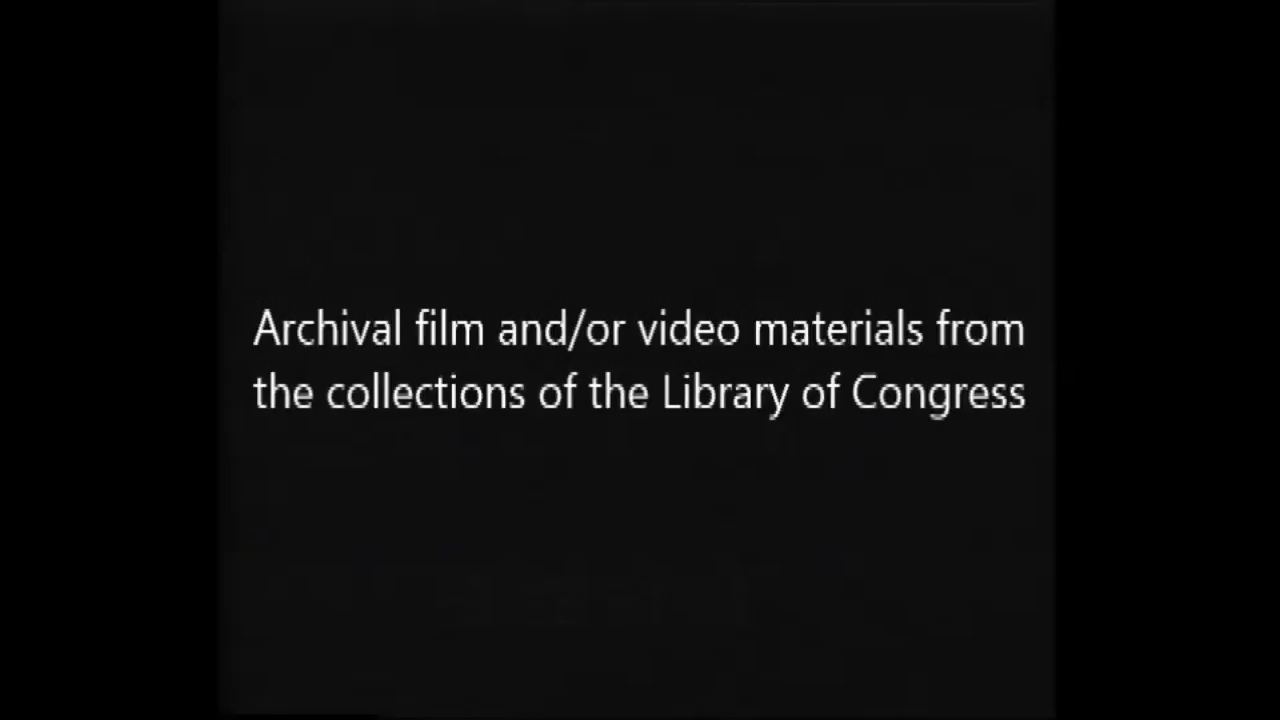 Archival film and/or video materials from
the collections of the Library of Congress